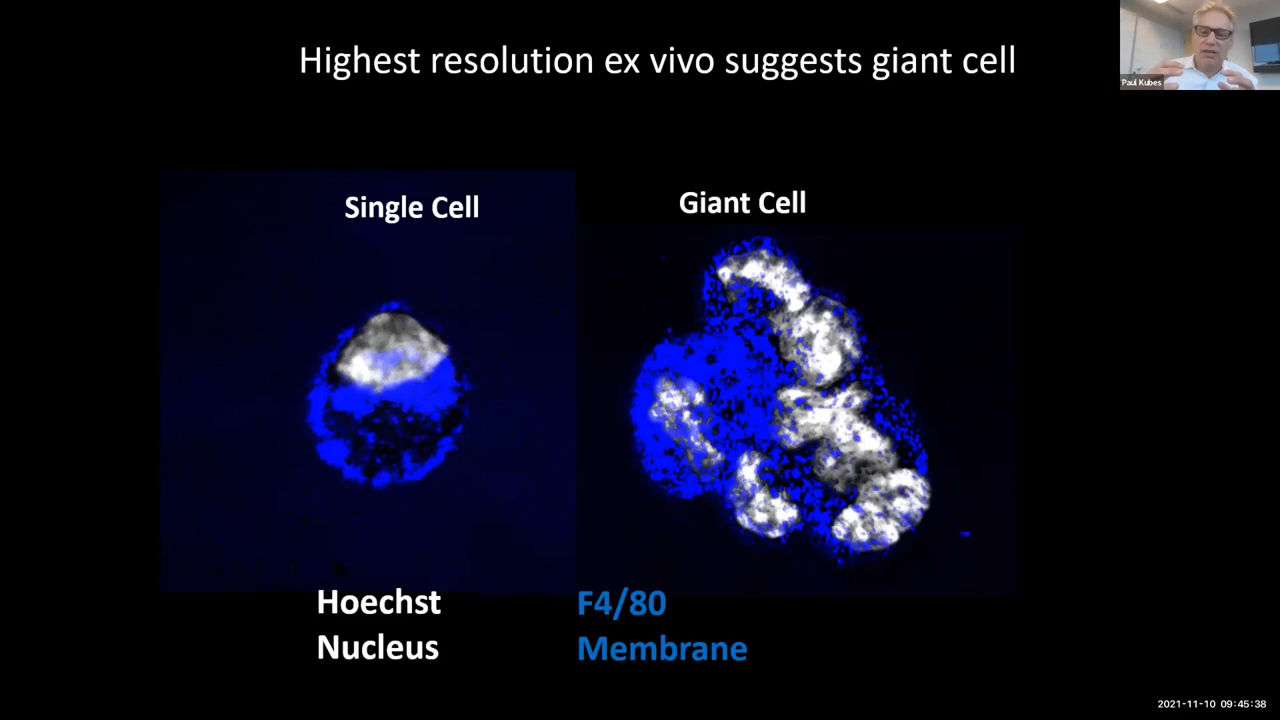 Highest resolution ex vivo suggests giant cell
Paul Kubes
Single Cell
Giant Cell
Hoechst
Nucleus
F4/80
Membrane
2021-11-10 09:45:38